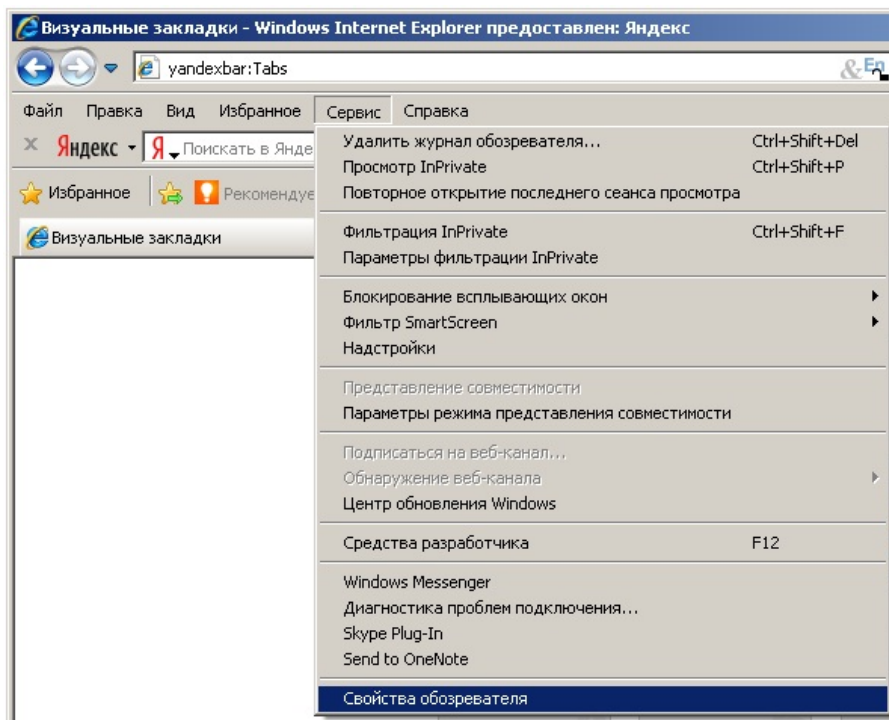 Визуальные закладки - Windows Internet Explorer предоставлен: Яндекс
yandexbar:Tabs
En
Файл Правка Вид Избранное Сервис Справка
Яндекс Я Поискать в Янде
Избранное Рекомендуе
Визуальные закладки
Удалить журнал обозревателя... Ctrl+Shift+Del
Просмотр InPrivate Ctrl+Shift+P
Повторное открытие последнего сеанса просмотра
Фильтрация InPrivate Ctrl+Shift+F
Параметры фильтрации InPrivate
Блокирование всплывающих окон
Фильтр SmartScreen
Надстройки
Представление совместимости
Параметры режима представления совместимости
Подписаться на веб-канал...
Обнаружение веб-канала
Центр обновления Windows
Средства разработчика F12
Windows Messenger
Диагностика проблем подключения...
Skype Plug-In
Send to OneNote
Свойства обозревателя